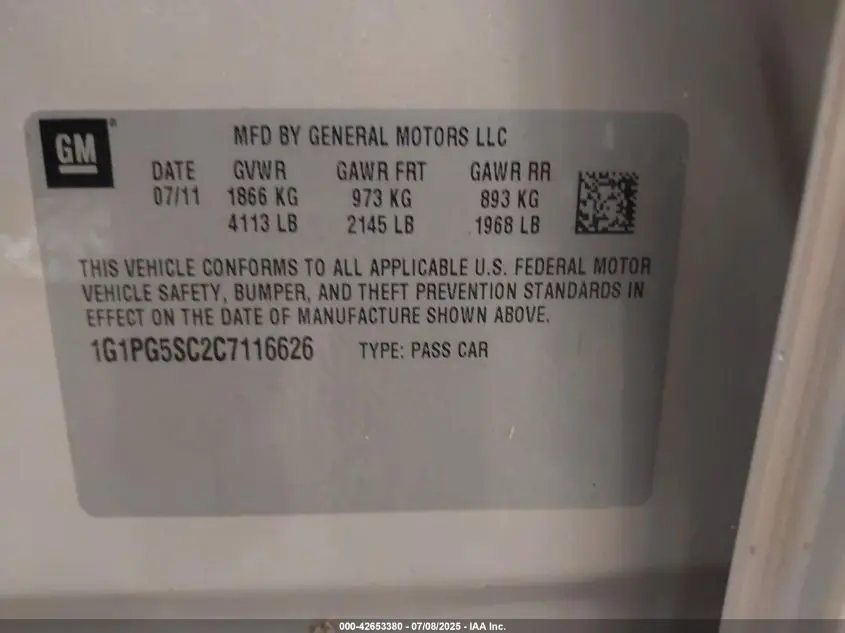 GM®
MFD BY GENERAL MOTORS LLC
DATE GVWR GAWR FRT GAWR RR
07/11 1866 KG 973 KG 893 KG
4113 LB 2145 LB 1968 LB
THIS VEHICLE CONFORMS TO ALL APPLICABLE U.S. FEDERAL MOTOR
VEHICLE SAFETY, BUMPER, AND THEFT PREVENTION STANDARDS IN
EFFECT ON THE DATE OF MANUFACTURE SHOWN ABOVE.
1G1PG5SC2C7116626 TYPE: PASS CAR
000-42653380 - 07/08/2025 - IAA Inc.